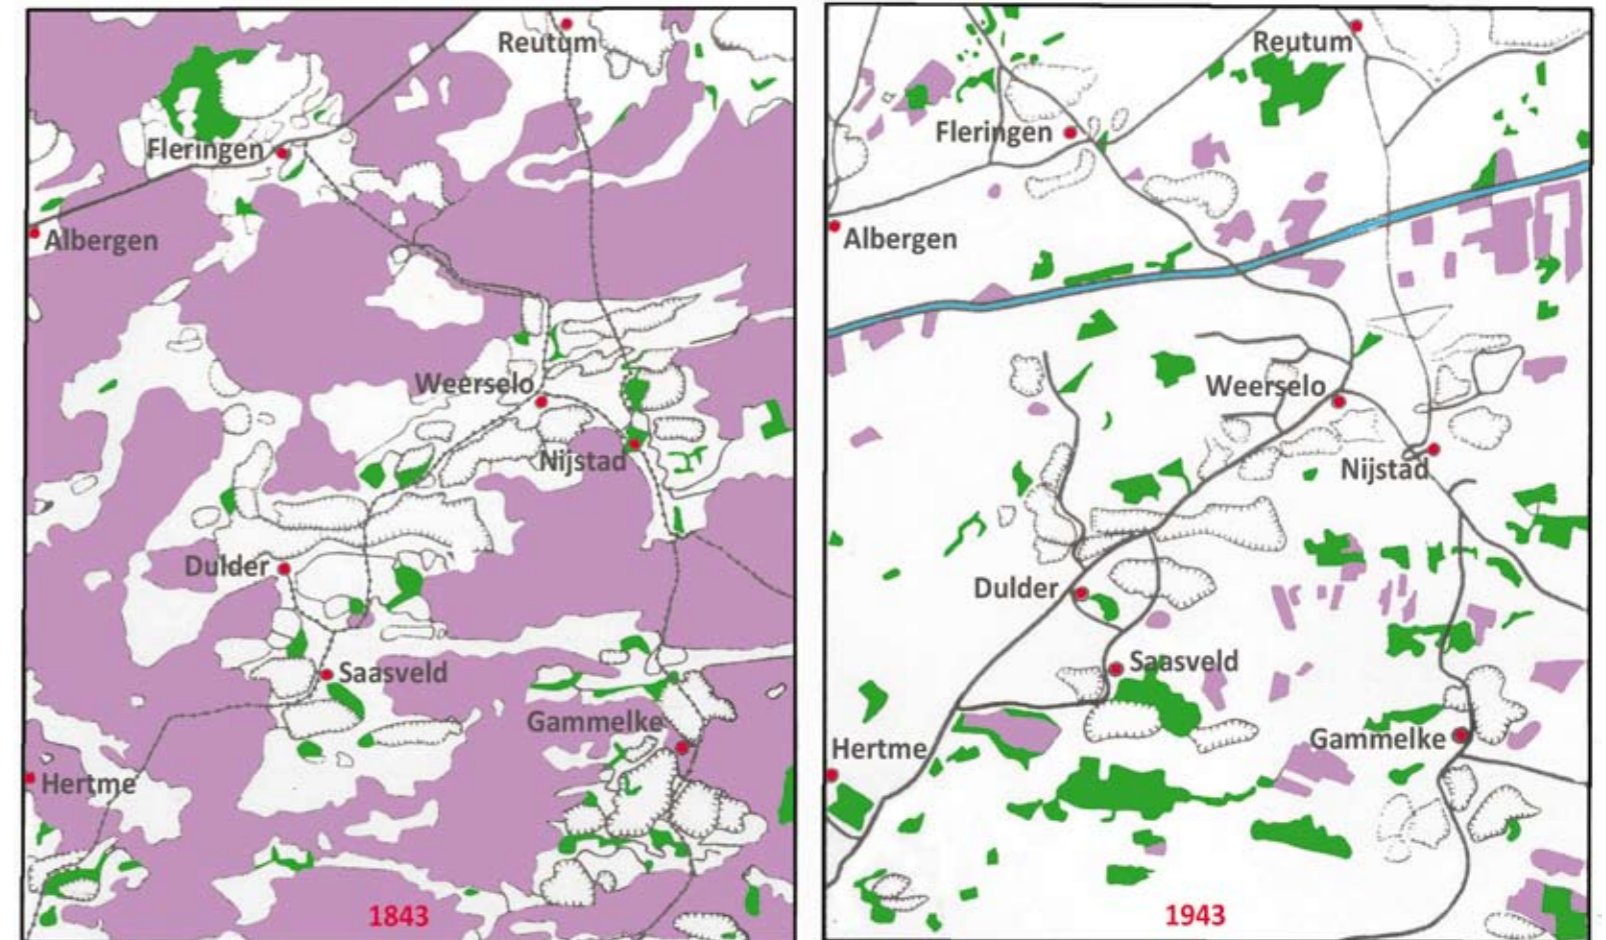 Reutum
Fleringen
Albergen
Weerselo
Nijstad
Dulder
Saasveld
Gammelke
Hertme
1843
Reutum
Fleringen
Albergen
Weerselo
Nijstad
Dulder
Saasveld
Gammelke
Hertme
1943